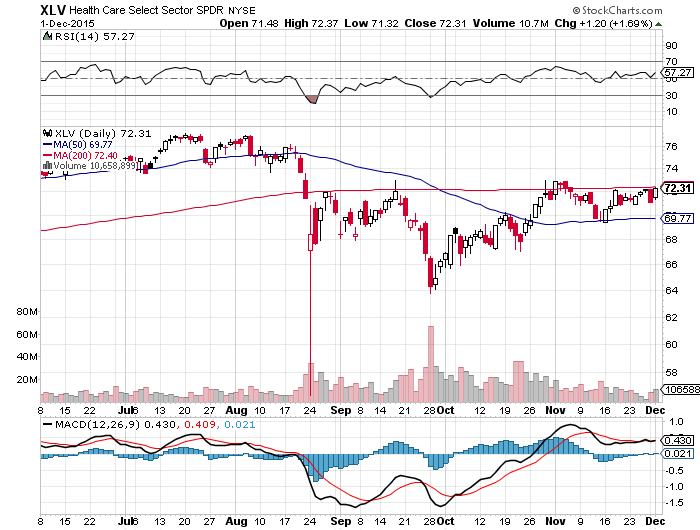 XLV Health Care Select Sector SPDR NYSE
© StockCharts.com
1-Dec-2015
Open 71.48 High 72.37 Low 71.32 Close 72.31 Volume 10.7M Chg +1.20 (+1.69%)
RSI(14) 57.27
90
70
57.27
50
30
10
XLV (Daily) 72.31
MA(50) 69.77
MA(200) 72.40
Volume 10,658,899
76
74
72.31
72
70
69.77
68
66
64
62
60
58
80M
60M
40M
20M
106588
8 15 22 Jul 6 13 20 27 Aug 10 17 24 Sep 8 14 21 28 Oct 12 19 26 Nov 9 16 23 Dec
MACD(12,26,9) 0.430, 0.409, 0.021
1.0
0.5
0.430
0.021
-0.5
-1.0
-1.5
8 15 22 Jul 6 13 20 27 Aug 10 17 24 Sep 8 14 21 28 Oct 12 19 26 Nov 9 16 23 Dec